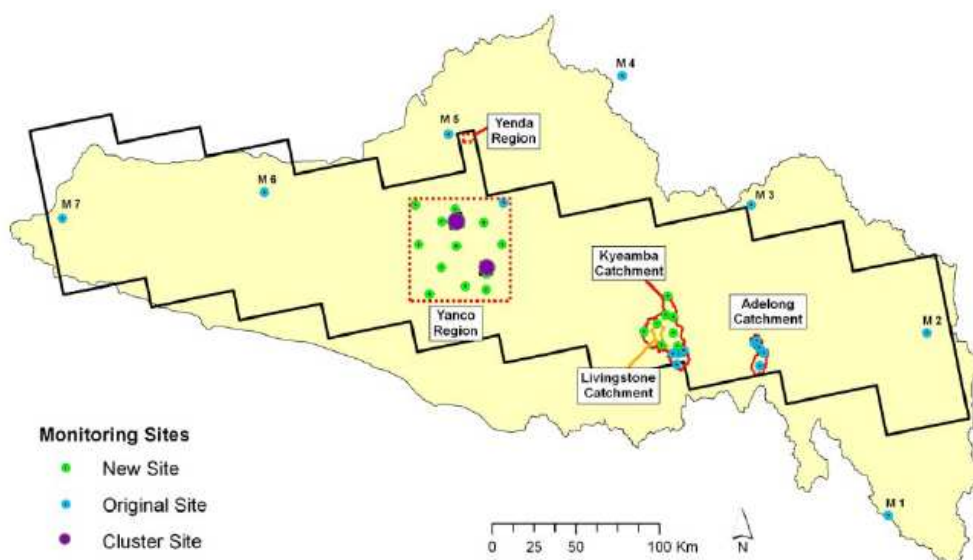 M 4
M 5
Yenda
Region
M 6
M 7
M 3
Kyeamba
Catchment
Adelong
Catchment
M 2
Yanco
Region
Livingstone
Catchment
Monitoring Sites
New Site
Original Site
Cluster Site
M 1
0 25 50 100 Km
N